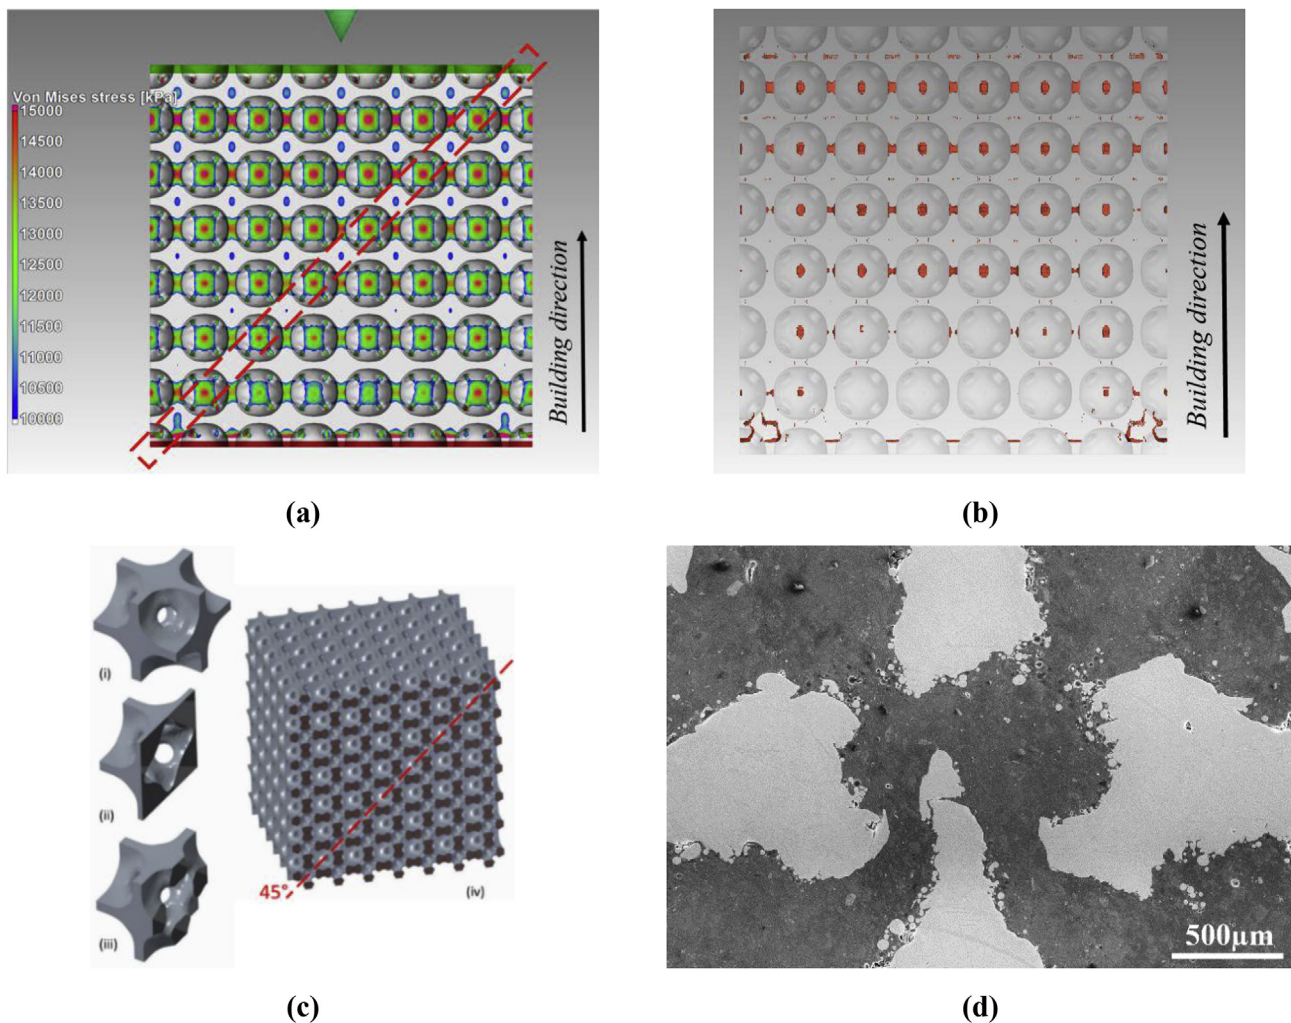 Von Mises stress [kPa]
15000
14500
14000
13500
13000
12500
12000
11500
11000
10500
10000
Building direction
(a)
Building direction
(b)
(i)
(ii)
(iii)
45°
(iv)
(c)
500µm
(d)